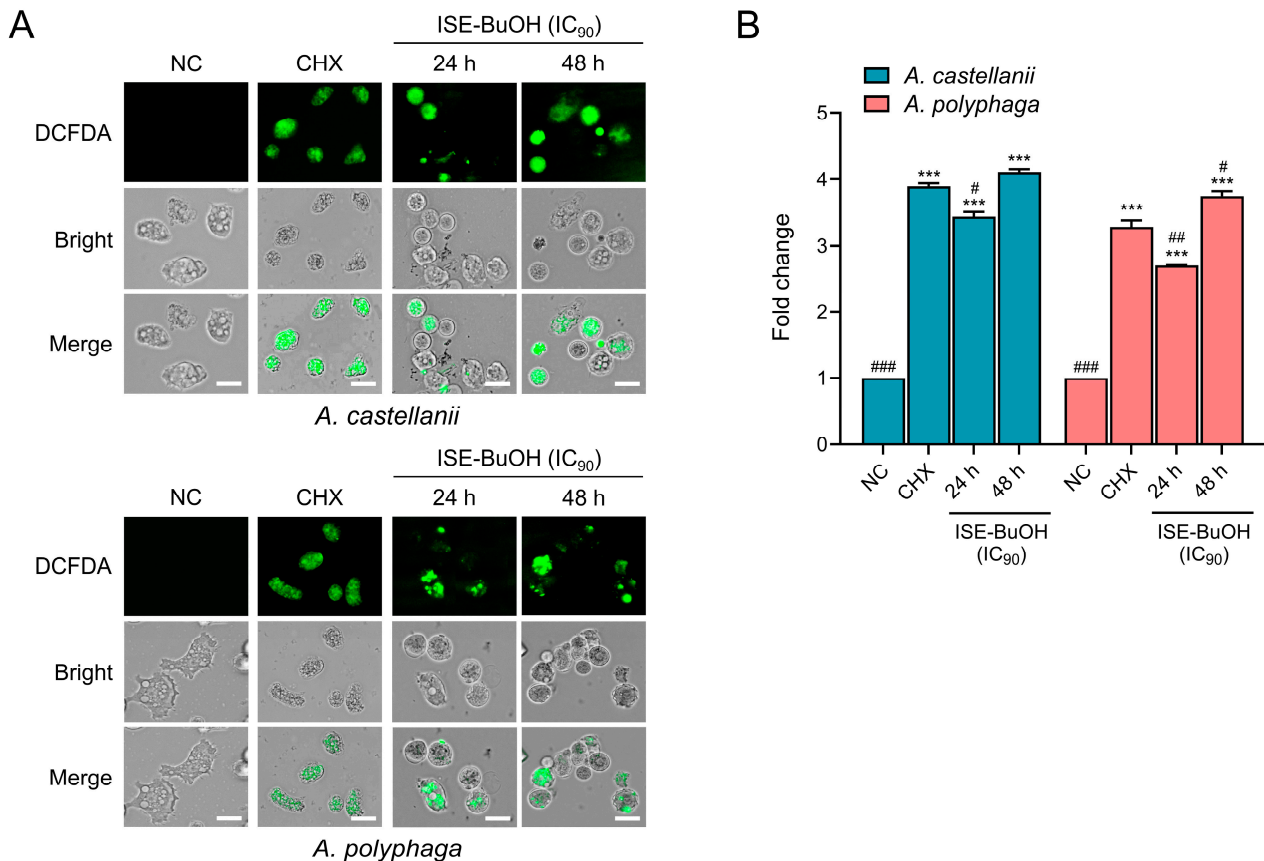 A
ISE-BuOH (IC90)
NC CHX 24 h 48 h
DCFDA
Bright
Merge
A. castellanii
ISE-BuOH (IC90)
NC CHX 24 h 48 h
DCFDA
Bright
Merge
A. polyphaga
B
A. castellanii
A. polyphaga
Fold change
5
4
3
2
1
0
###
***
#
***
***
###
***
##
***
#
***
NC CHX 24 h 48 h NC CHX 24 h 48 h
ISE-BuOH
(IC90)
ISE-BuOH
(IC90)